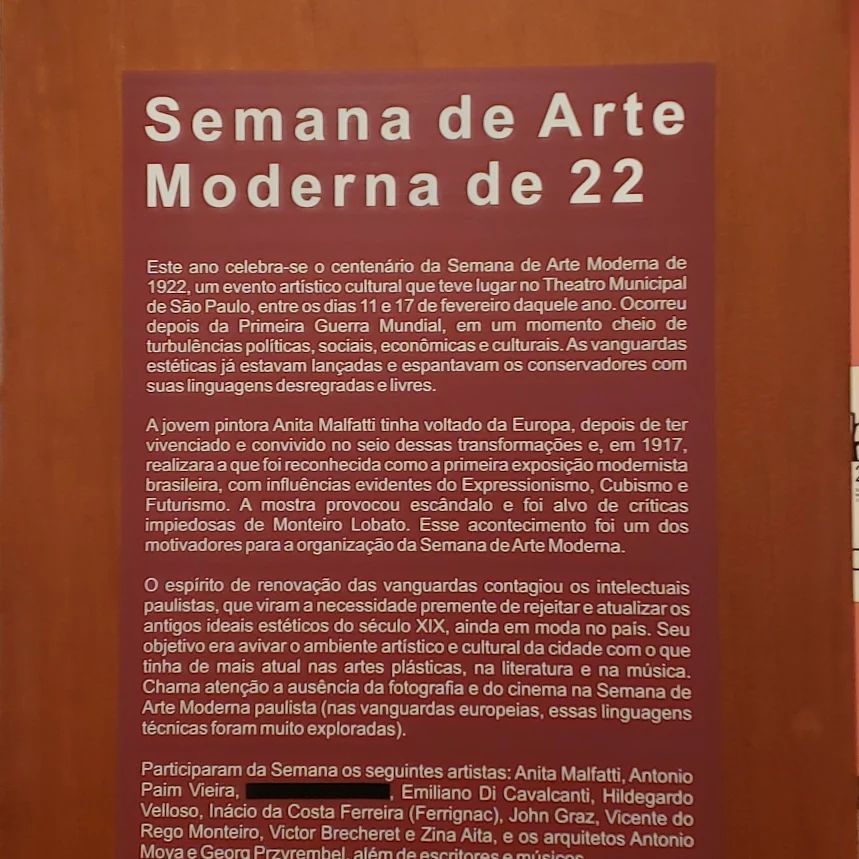 Semana de Arte
Moderna de 22
Este ano celebra-se o centenário da Semana de Arte Moderna de
1922, um evento artístico cultural que teve lugar no Theatro Municipal
de São Paulo, entre os dias 11 e 17 de fevereiro daquele ano. Ocorreu
depois da Primeira Guerra Mundial, em um momento cheio de
turbulências políticas, sociais, econômicas e culturais. As vanguardas
estéticas já estavam lançadas e espantavam os conservadores com
suas linguagens desregradas e livres.
A jovem pintora Anita Malfatti tinha voltado da Europa, depois de ter
vivenciado e convivido no seio dessas transformações e, em 1917,
realizara a que foi reconhecida como a primeira exposição modernista
brasileira, com influências evidentes do Expressionismo, Cubismo e
Futurismo. A mostra provocou escândalo e foi alvo de críticas
impiedosas de Monteiro Lobato. Esse acontecimento foi um dos
motivadores para a organização da Semana de Arte Moderna.
O espírito de renovação das vanguardas contagiou os intelectuais
paulistas, que viram a necessidade premente de rejeitar e atualizar os
antigos ideais estéticos do século XIX, ainda em moda no país. Seu
objetivo era avivar o ambiente artístico e cultural da cidade com o que
tinha de mais atual nas artes plásticas, na literatura e na música.
Chama atenção a ausência da fotografia e do cinema na Semana de
Arte Moderna paulista (nas vanguardas europeias, essas linguagens
técnicas foram muito exploradas).
Participaram da Semana os seguintes artistas: Anita Malfatti, Antonio
Paim Vieira, , Emiliano Di Cavalcanti, Hildegardo
Velloso, Inácio da Costa Ferreira (Ferrignac), John Graz, Vicente do
Rego Monteiro, Victor Brecheret e Zina Aita, e os arquitetos Antonio
Moya e Georg Przyrembel, além de escritores e músicos.